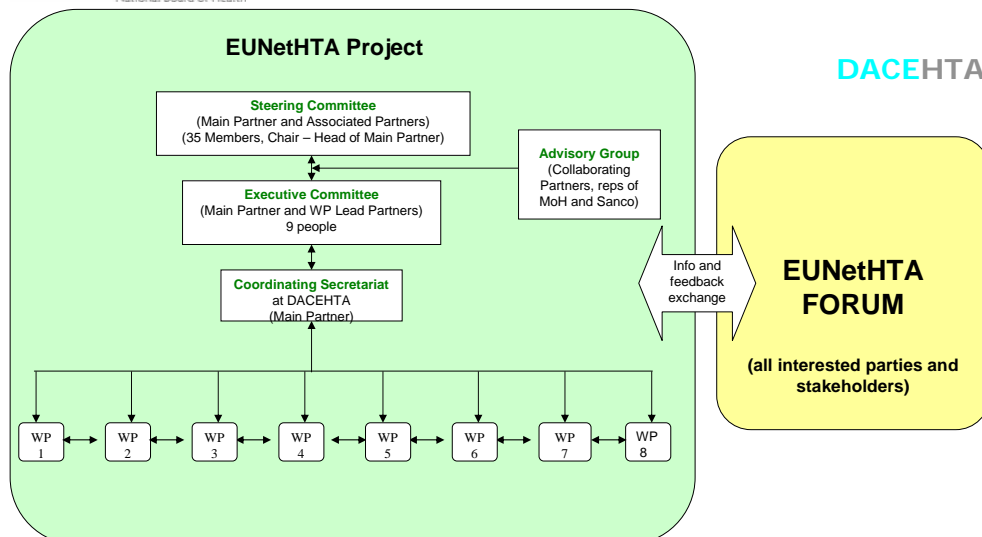 EUNetHTA Project
DACEHTA
Steering Committee
(Main Partner and Associated Partners)
(35 Members, Chair – Head of Main Partner)
Advisory Group
(Collaborating
Partners, reps of
MoH and Sanco)
Executive Committee
(Main Partner and WP Lead Partners)
9 people
Coordinating Secretariat
at DACEHTA
(Main Partner)
Info and
feedback
exchange
EUNetHTA
FORUM
(all interested parties and
stakeholders)
WP
1
WP
2
WP
3
WP
4
WP
5
WP
6
WP
7
WP
8